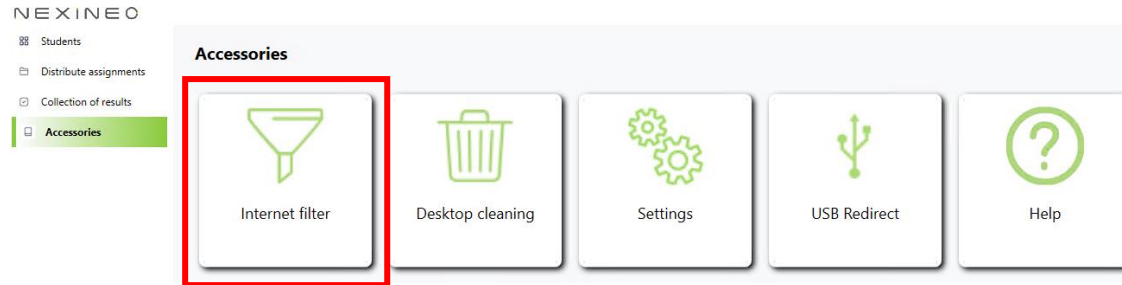 NEXINEO
Students
Distribute assignments
Collection of results
Accessories
Accessories
Internet filter
Desktop cleaning
Settings
USB Redirect
Help